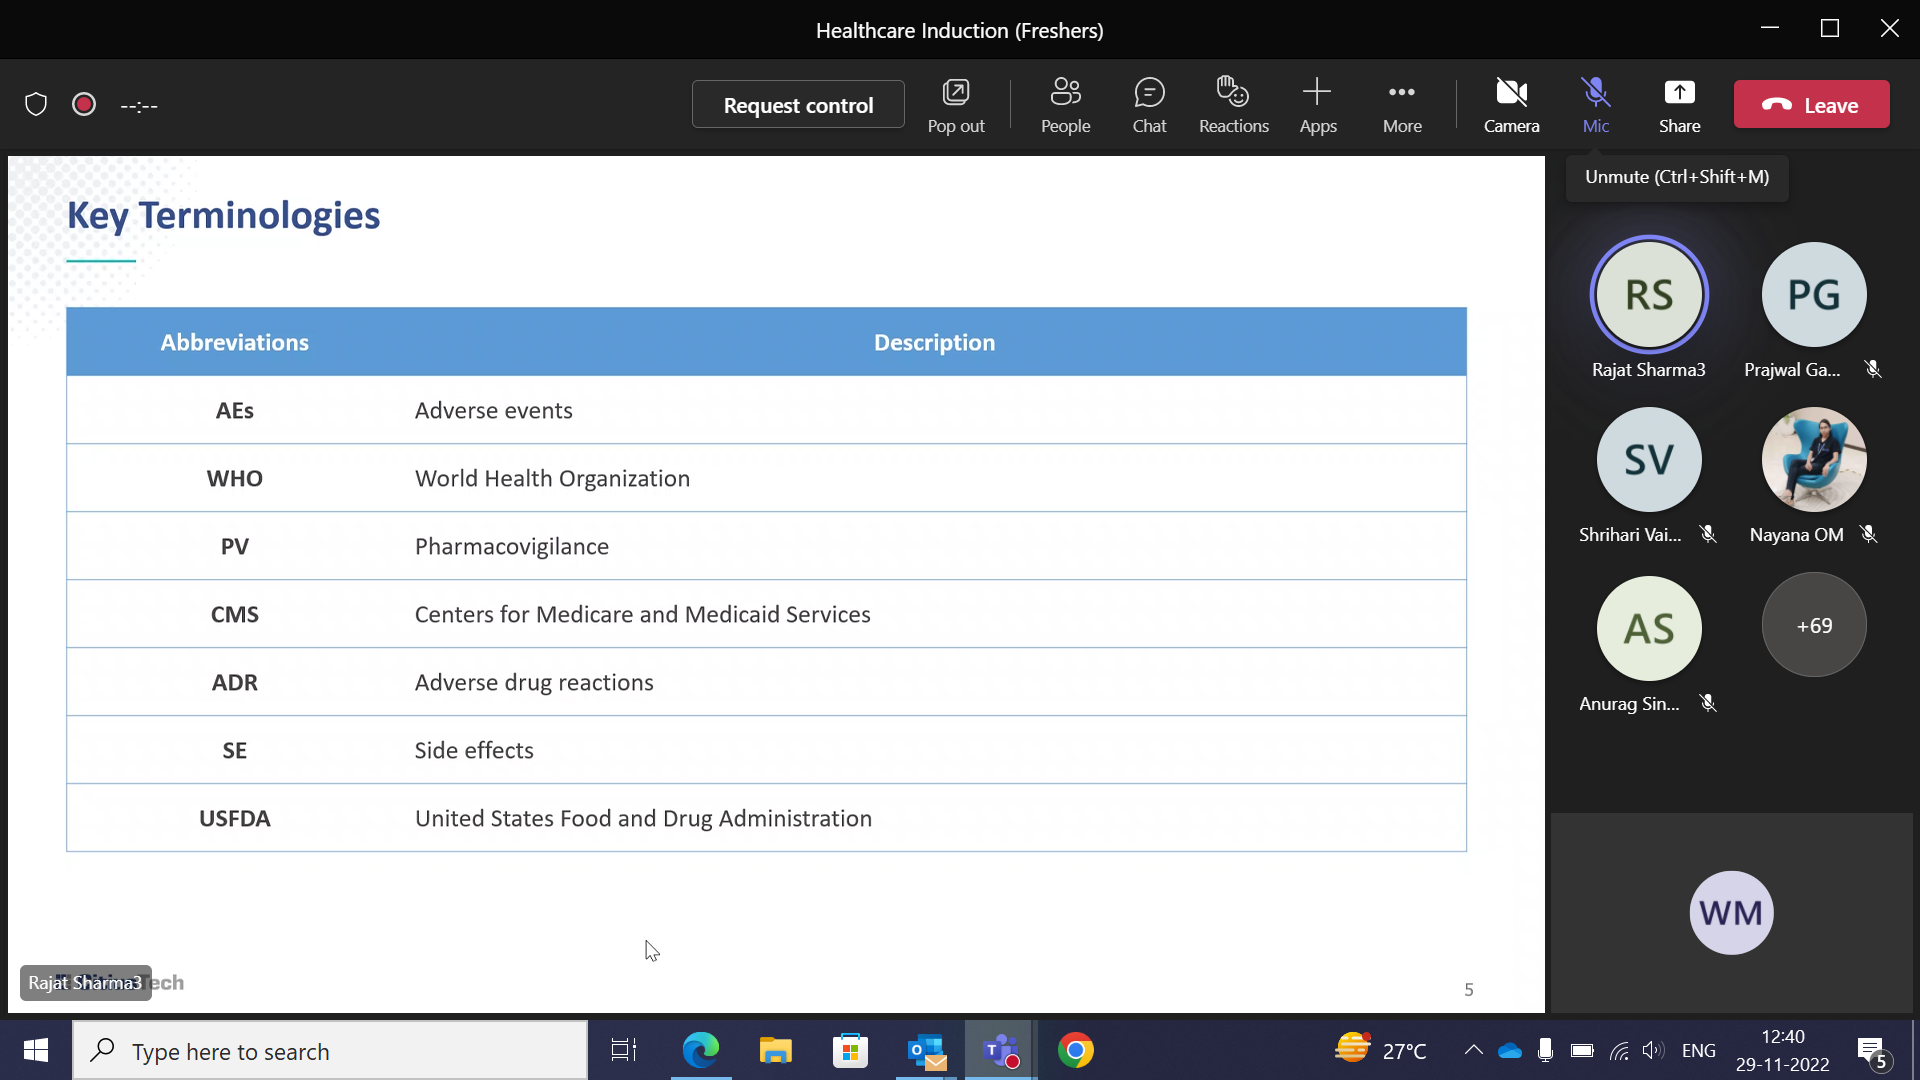 Healthcare Induction (Freshers)
--:--
Request control
Pop out
People
Chat
Reactions
Apps
More
Camera
Mic
Share
Leave
Unmute (Ctrl+Shift+M)
Key Terminologies
Abbreviations Description
AEs Adverse events
WHO World Health Organization
PV Pharmacovigilance
CMS Centers for Medicare and Medicaid Services
ADR Adverse drug reactions
SE Side effects
USFDA United States Food and Drug Administration
Rajat Sharma3
5
RS
Rajat Sharma3
PG
Prajwal Ga...
SV
Shrihari Vai...
Nayana OM
AS
Anurag Sin...
+69
WM
Type here to search
27°C
ENG
12:40
29-11-2022
5